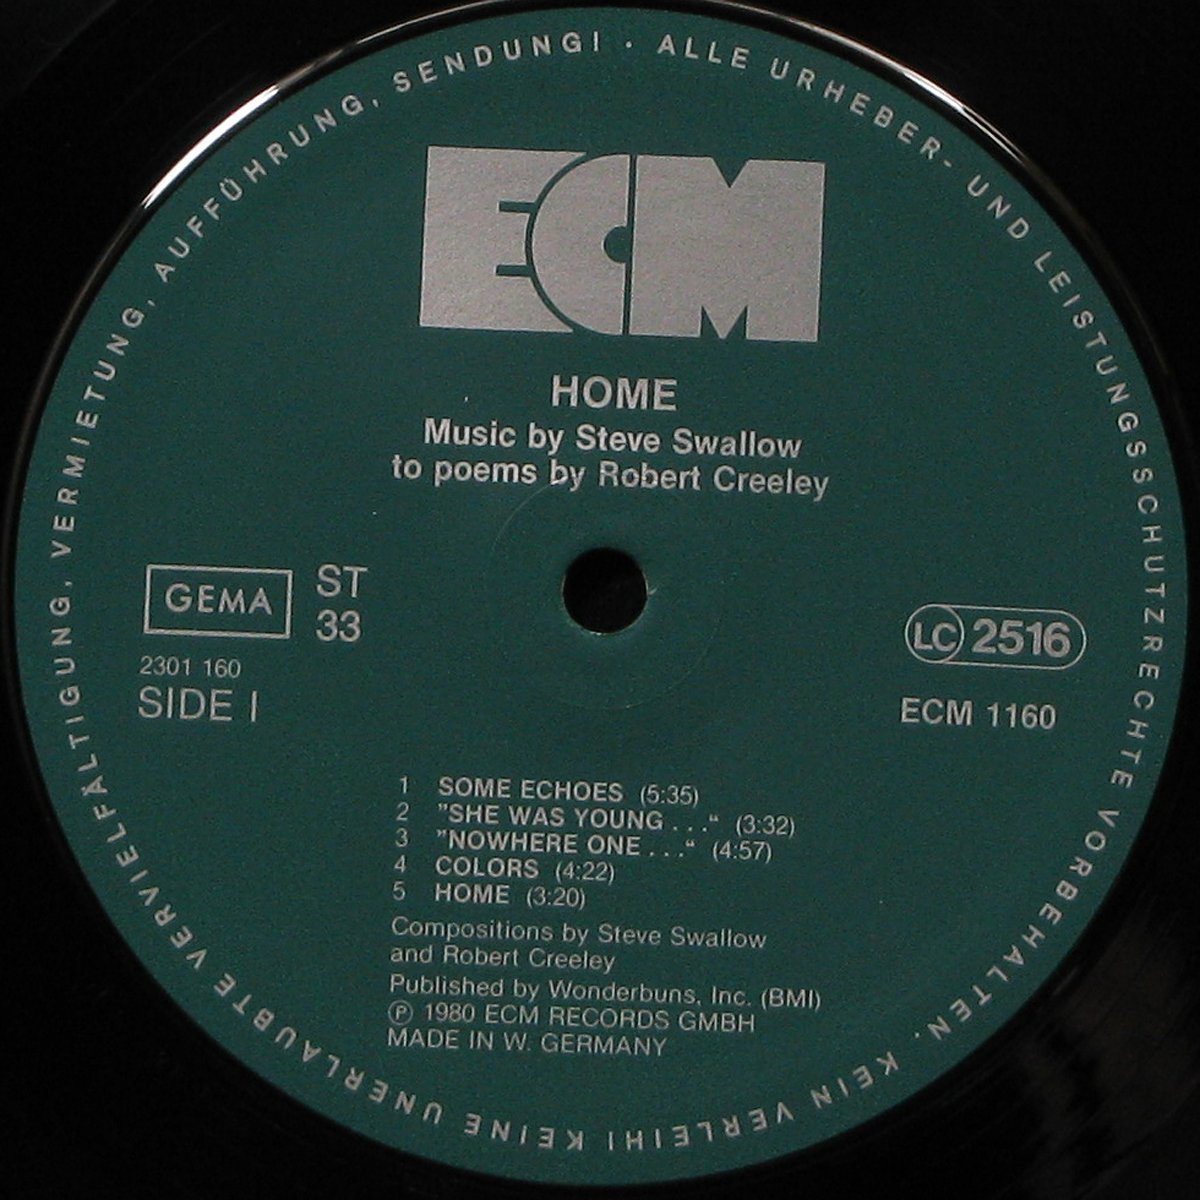 ALLE URHEBER- UND LEISTUNGSSCHUTZRECHTE VORBEHALTEN. KEIN VERLEIH! KEINE UNERLAUBTE VERVIELFÄLTIGUNG, VERMIETUNG, AUFFÜHRUNG, SENDUNG! ·
ECM
HOME
Music by Steve Swallow
to poems by Robert Creeley
GEMA
ST
33
2301 160
SIDE I
LC 2516
ECM 1160
1 SOME ECHOES (5:35)
2 ”SHE WAS YOUNG . . .“ (3:32)
3 ”NOWHERE ONE . . .“ (4:57)
4 COLORS (4:22)
5 HOME (3:20)
Compositions by Steve Swallow
and Robert Creeley
Published by Wonderbuns, Inc. (BMI)
℗ 1980 ECM RECORDS GMBH
MADE IN W. GERMANY